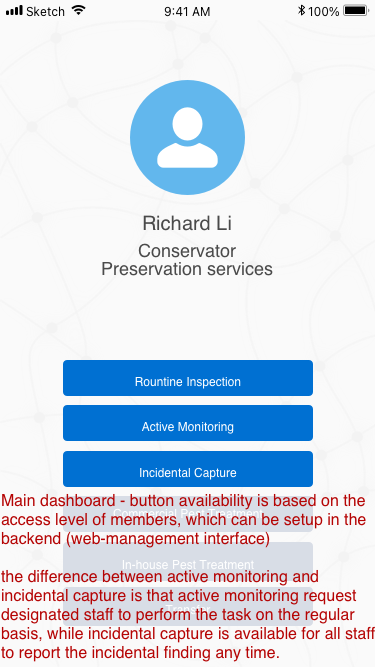 Sketch 9:41 AM 100%
Richard Li
Conservator
Preservation services
Rountine Inspection
Active Monitoring
Incidental Capture
Main dashboard - button availability is based on the
Commercial Pest Treatment
access level of members, which can be setup in the
backend (web-management interface)
In-house Pest Treatment
the difference between active monitoring and
incidental capture is that active monitoring request
designated staff to perform the task on the regular
basis, while incidental capture is available for all staff
to report the incidental finding any time.